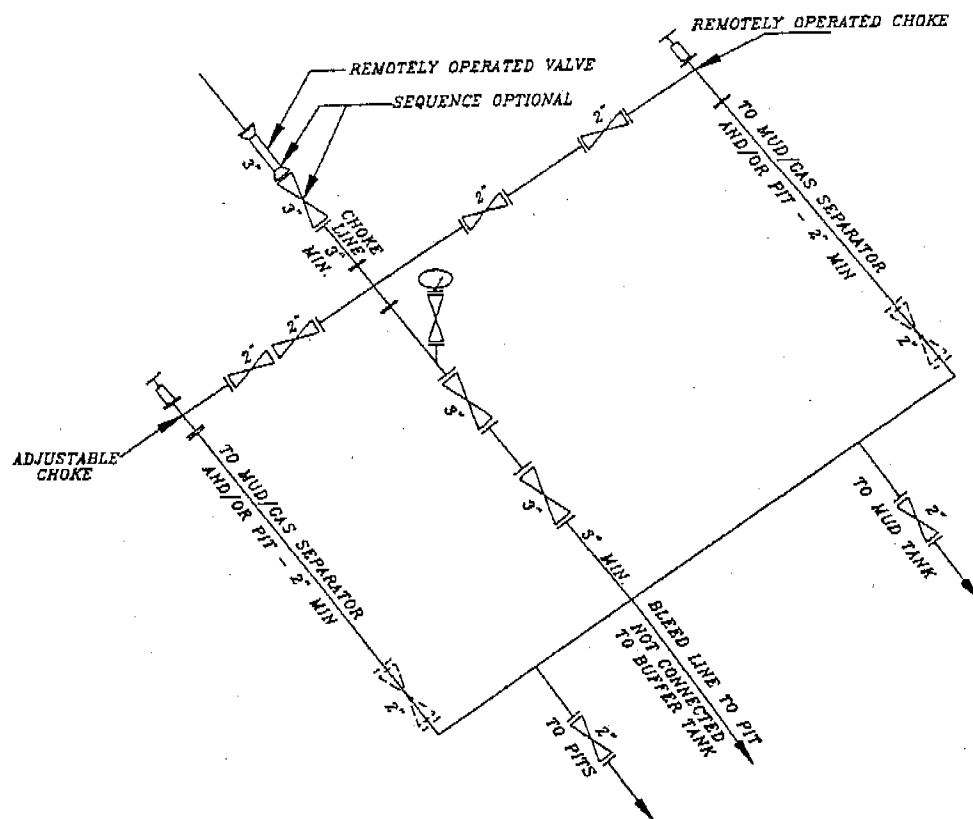 REMOTELY OPERATED CHOKE
REMOTELY OPERATED VALVE
SEQUENCE OPTIONAL
3"
3"
CHOKE
LINE
3"
MIN.
2"
2"
TO MUD/GAS SEPARATOR
AND/OR PIT - 2" MIN
2"
2"
2"
ADJUSTABLE
CHOKE
TO MUD/GAS SEPARATOR
AND/OR PIT - 2" MIN
2"
3"
3"
3" MIN.
BLEED LINE TO PIT
NOT CONNECTED
TO BUFFER TANK
2"
TO MUD TANK
2"
TO PITS